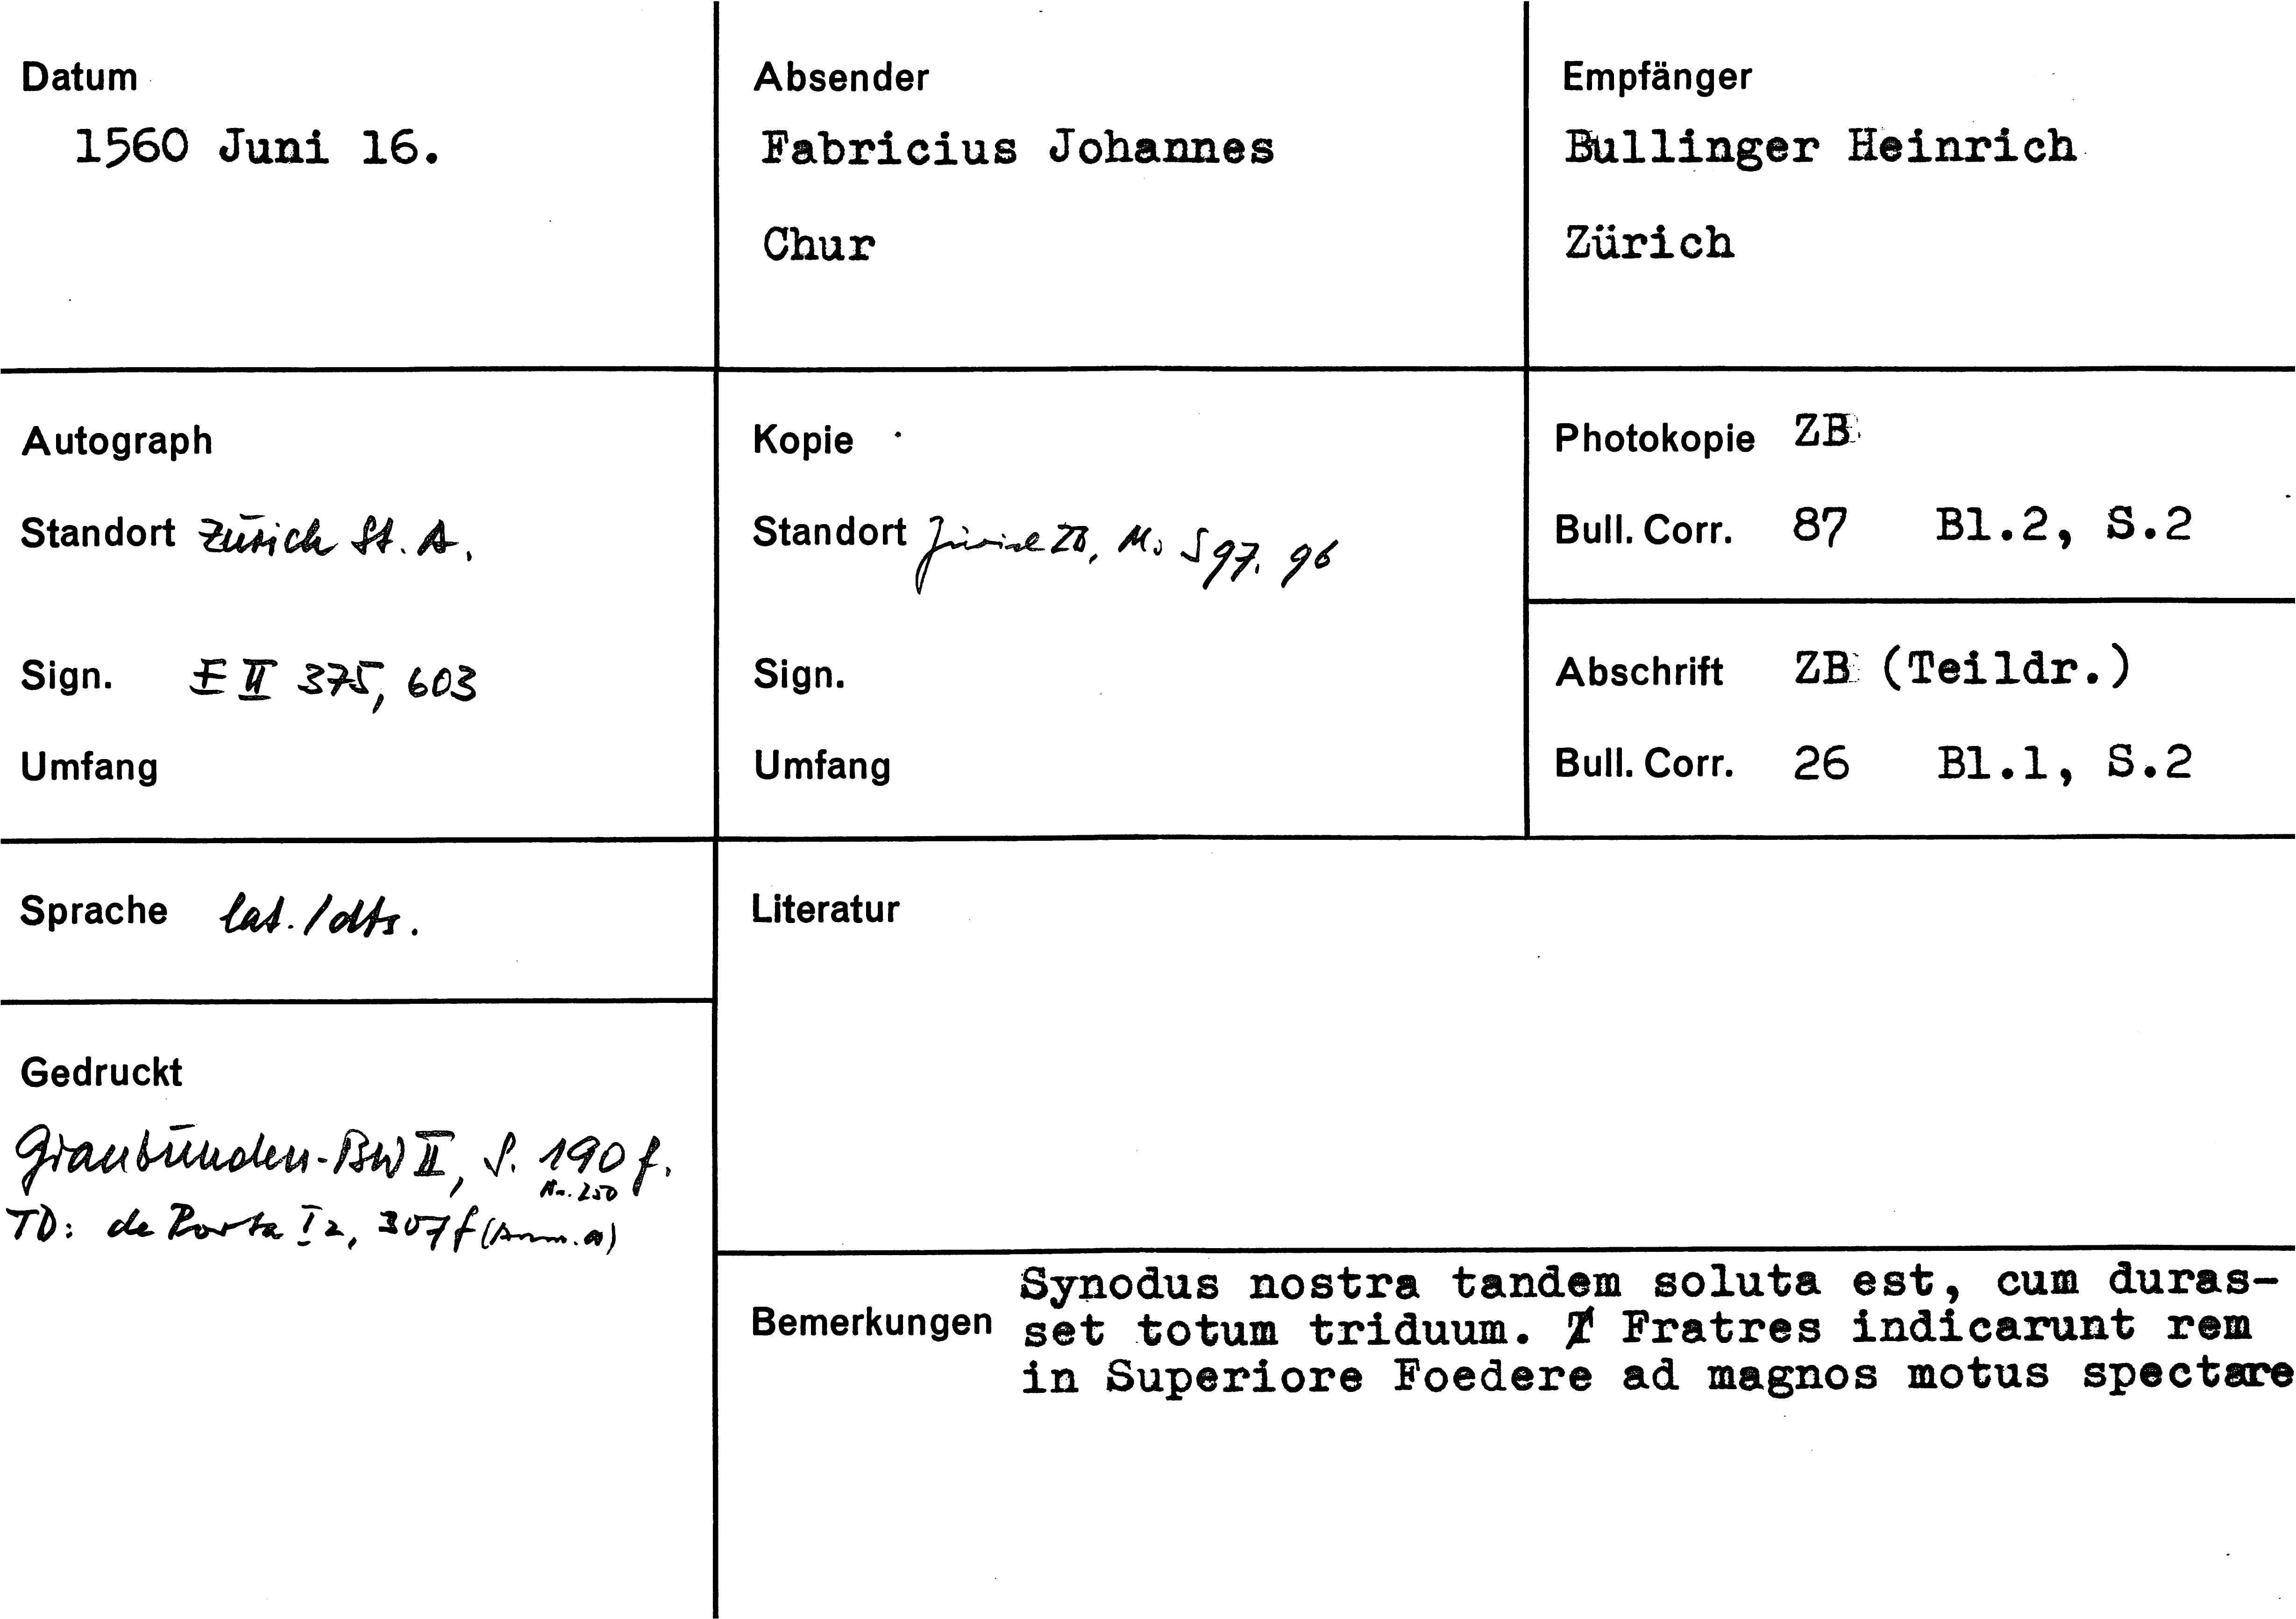 Datum
1560 Juni 16.
Absender
Fabricius Johannes
Chur
Empfänger
Bullinger Heinrich
Zürich
Autograph
Standort Zürich St. A.
Sign. E II 375, 603
Umfang
Kopie
Standort Zürich ZB, Ms S 97, 96
Sign.
Umfang
Photokopie ZB
Bull. Corr. 87 Bl.2, S.2
Abschrift ZB (Teildr.)
Bull. Corr. 26 Bl.1, S.2
Sprache lat. / dts.
Literatur
Gedruckt
Graubünden-BW II, S. 190 f.
Nr. 250
TD: de Porta I 2, 307 f (Anm. a)
Bemerkungen
Synodus nostra tandem soluta est, cum duras-
set totum triduum. Fratres indicarunt rem
in Superiore Foedere ad magnos motus spectare